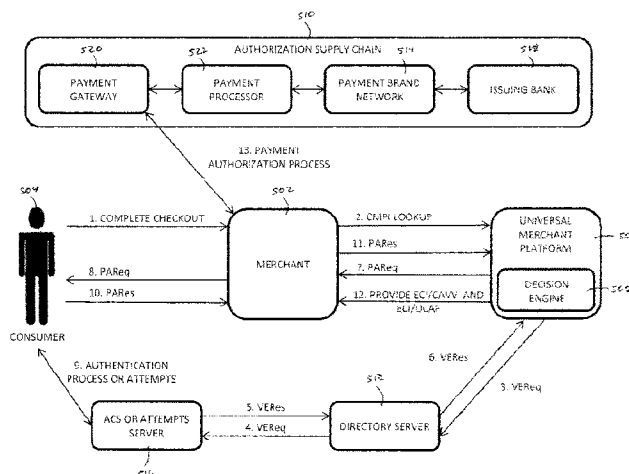 510
AUTHORIZATION SUPPLY CHAIN
520
PAYMENT
GATEWAY
522
PAYMENT
PROCESSOR
514
PAYMENT BRAND
NETWORK
518
ISSUING BANK
13. PAYMENT
AUTHORIZATION PROCESS
504
1. COMPLETE CHECKOUT
8. PAReq
10. PARes
CONSUMER
502
MERCHANT
2. CMPI LOOKUP
11. PARes
7. PAReq
12. PROVIDE ECI/CAVV AND
UNIVERSAL
MERCHANT
PLATFORM
DECISION
ENGINE
508
9. AUTHENTICATION
PROCESS OR ATTEMPTS
6. VERes
3. VEReq
ACS OR ATTEMPTS
SERVER
516
5. VERes
4. VEReq
512
DIRECTORY SERVER